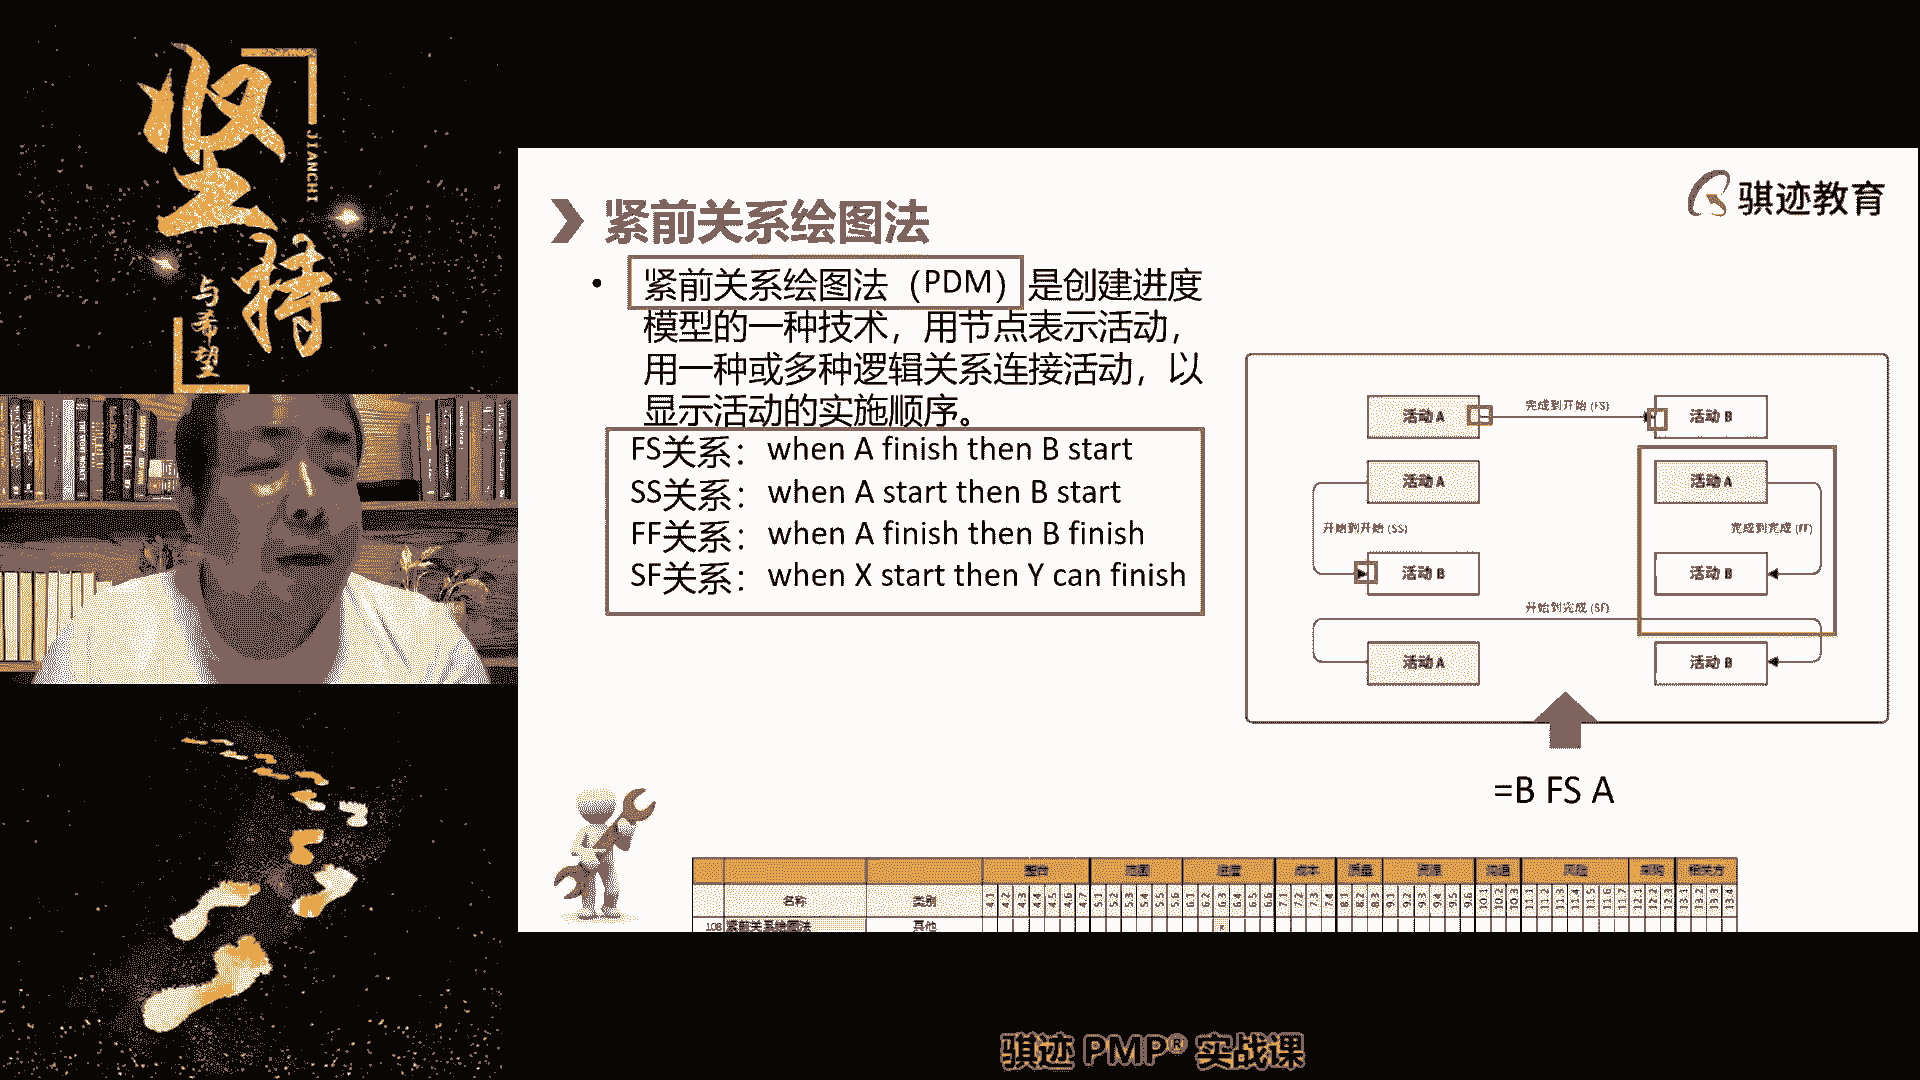 坚持
JIANCHI
与希望
骐迹教育
紧前关系绘图法
• 紧前关系绘图法（PDM）是创建进度
模型的一种技术，用节点表示活动，
用一种或多种逻辑关系连接活动，以
显示活动的实施顺序。
FS关系：when A finish then B start
SS关系：when A start then B start
FF关系：when A finish then B finish
SF关系：when X start then Y can finish
活动 A
完成到开始 (FS)
活动 B
活动 A
活动 A
开始到开始 (SS)
完成到完成 (FF)
活动 B
活动 B
开始到完成 (SF)
活动 A
活动 B
=B FS A
整合 范围 进度 成本 质量 资源 沟通 风险 采购 相关方
名称 类别 4.1 4.2 4.3 4.4 4.5 4.6 4.7 5.1 5.2 5.3 5.4 5.5 5.6 6.1 6.2 6.3 6.4 6.5 6.6 7.1 7.2 7.3 7.4 8.1 8.2 8.3 9.1 9.2 9.3 9.4 9.5 9.6 10.1 10.2 10.3 11.1 11.2 11.3 11.4 11.5 11.6 11.7 12.1 12.2 12.3 13.1 13.2 13.3 13.4
108 紧前关系绘图法 其他
骐迹 PMP® 实战课